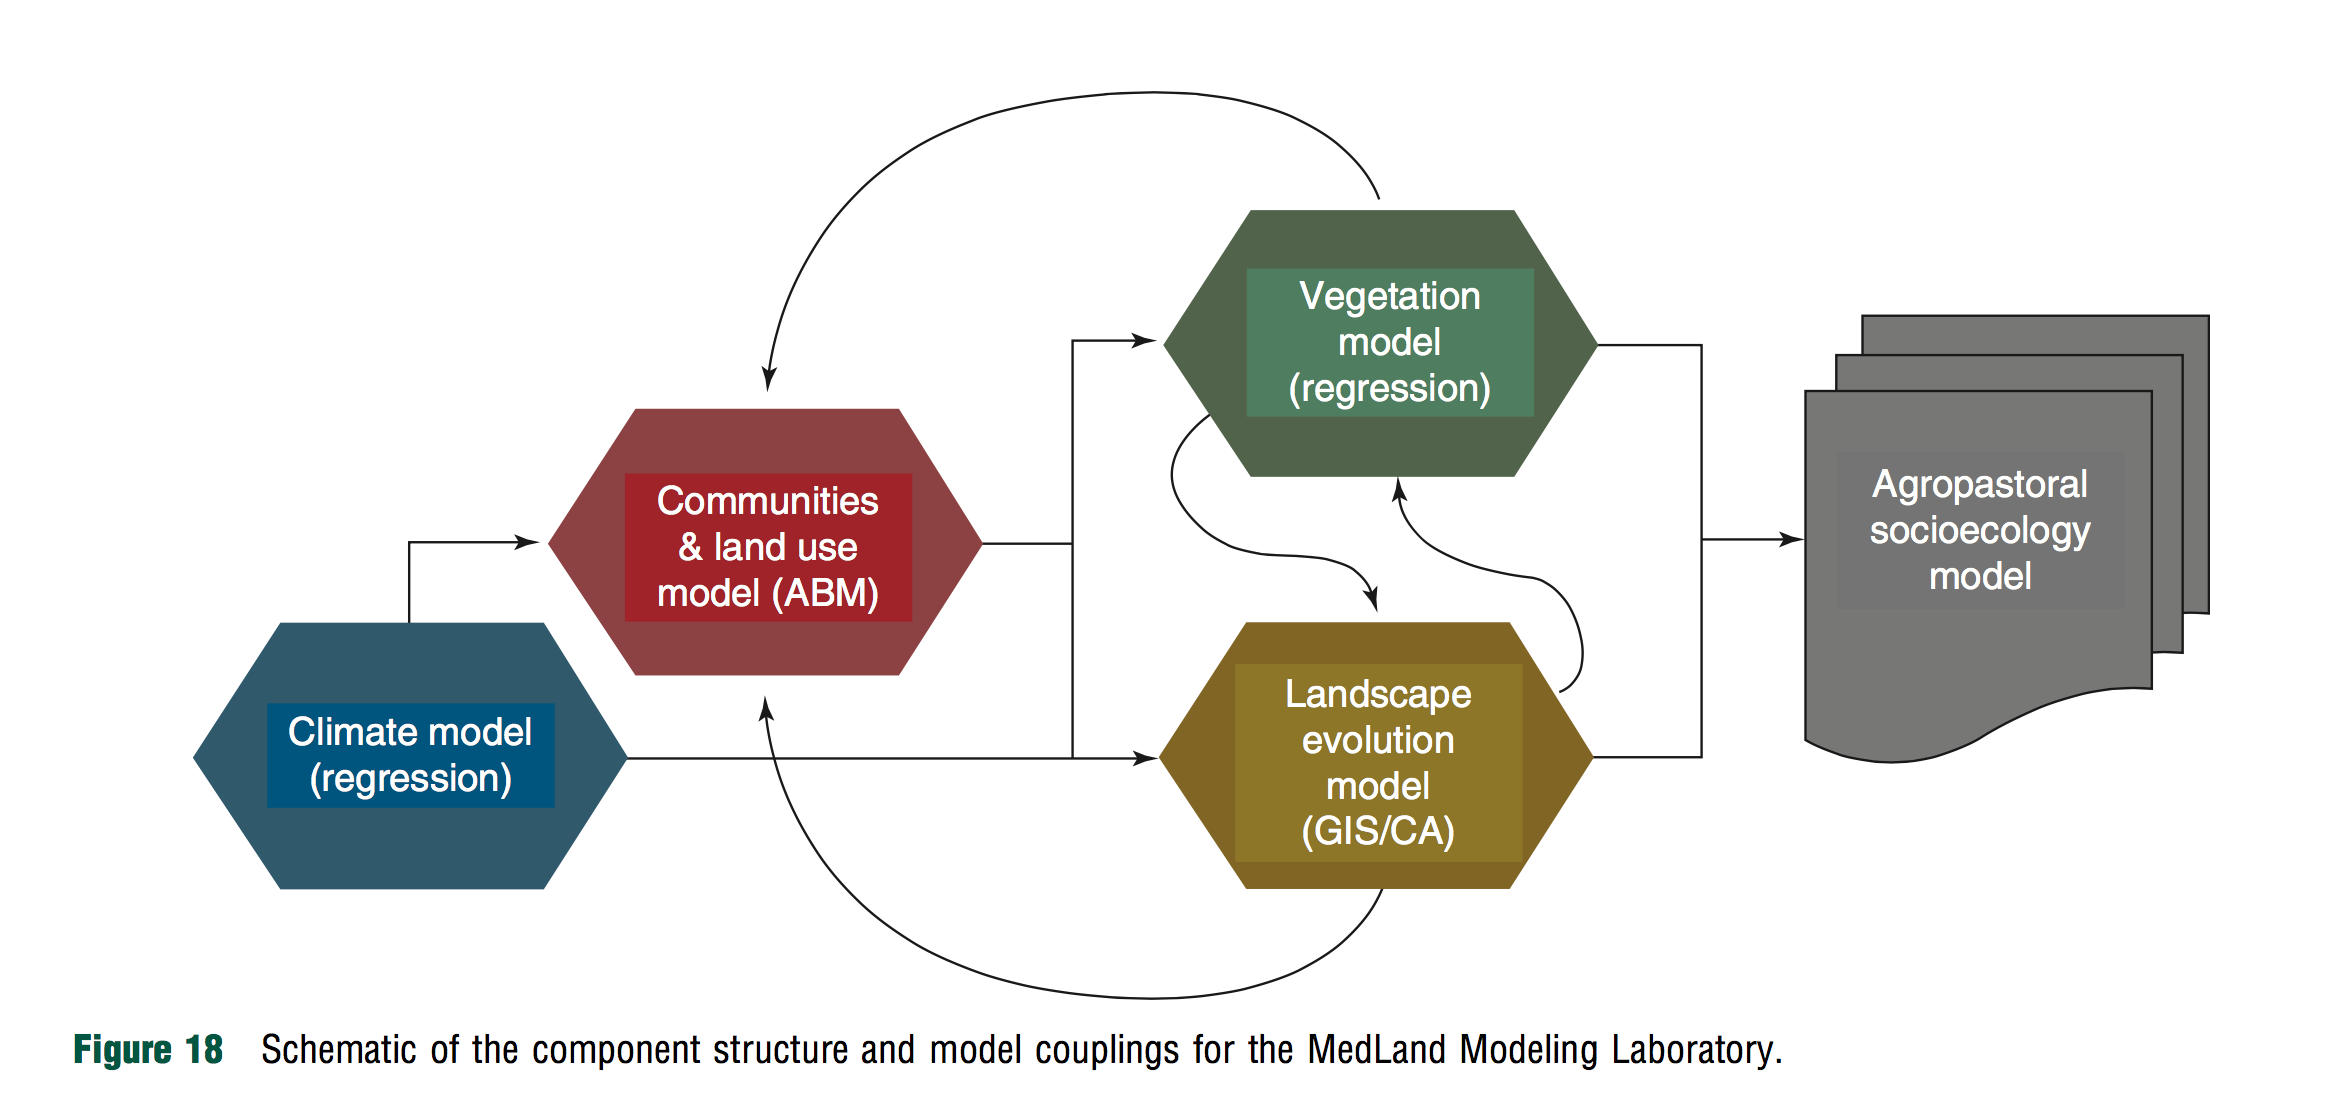 Vegetation
model
(regression)
Communities
& land use
model (ABM)
Agropastoral
socioecology
model
Climate model
(regression)
Landscape
evolution
model
(GIS/CA)
Figure 18 Schematic of the component structure and model couplings for the MedLand Modeling Laboratory.